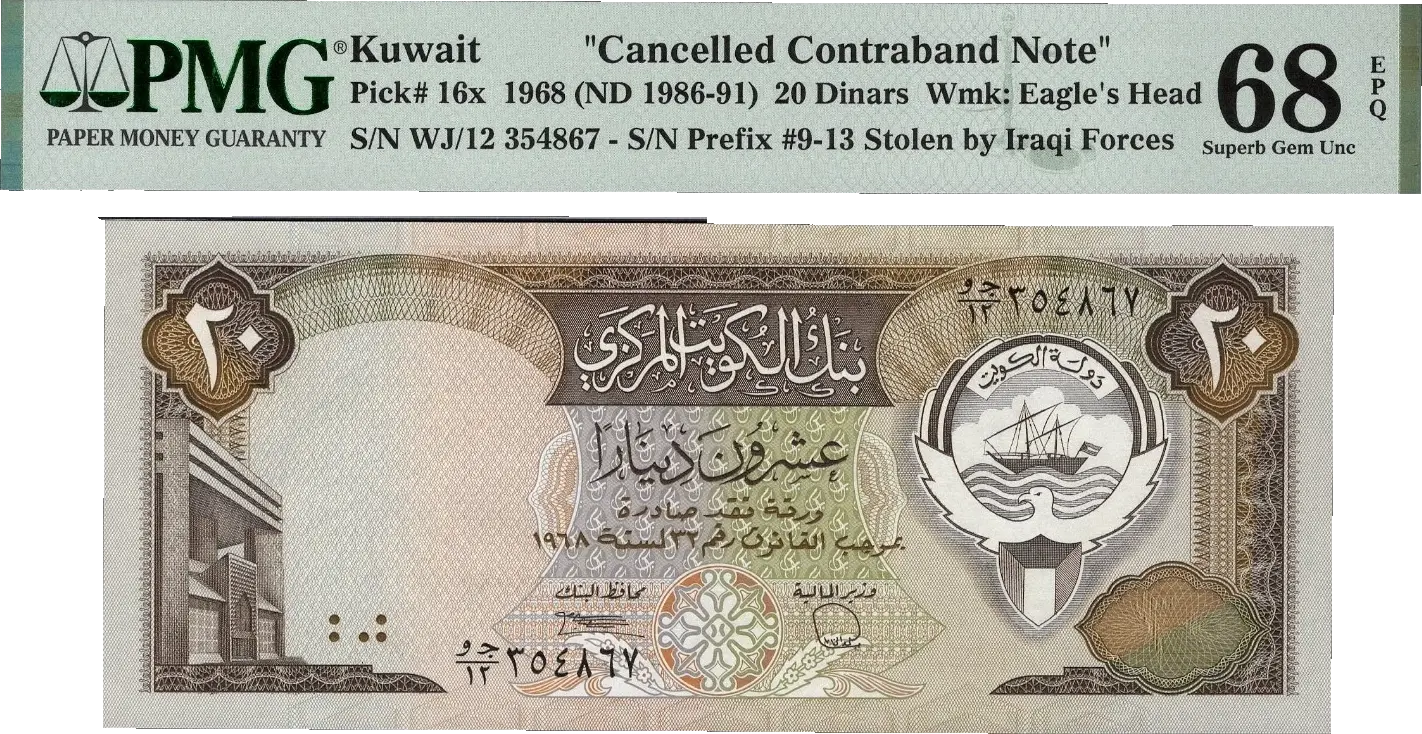 PMG® Kuwait "Cancelled Contraband Note" 68 EPQ
Pick# 16x 1968 (ND 1986-91) 20 Dinars Wmk: Eagle's Head
PAPER MONEY GUARANTY S/N WJ/12 354867 - S/N Prefix #9-13 Stolen by Iraqi Forces Superb Gem Unc
٢٠
ج و/١٢ ٣٥٤٨٦٧
٢٠
بنك الكويت المركزي
دولة الكويت
عشرون دينارًا
ورقة نقد صادرة
بموجب القانون رقم ٣٢ لسنة ١٩٦٨
وزير المالية
محافظ البنك
ج و/١٢ ٣٥٤٨٦٧